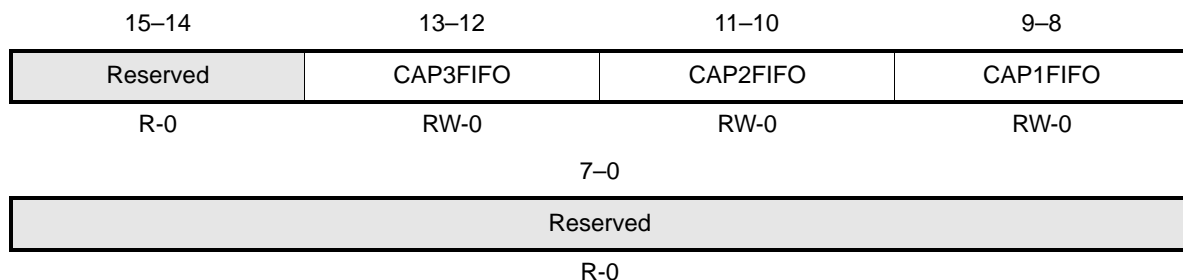 15–14 13–12 11–10 9–8
Reserved CAP3FIFO CAP2FIFO CAP1FIFO
R-0 RW-0 RW-0 RW-0
7–0
Reserved
R-0